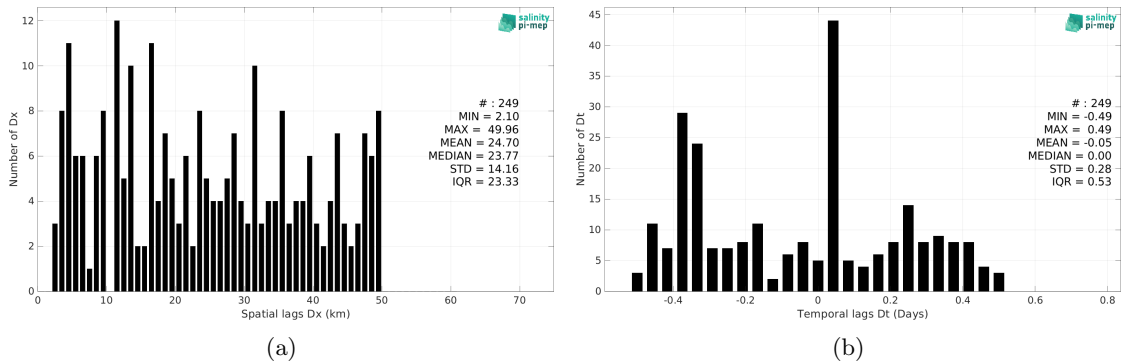 12
10
8
6
4
2
0
Number of Dx
0
10
20
30
40
50
60
70
Spatial lags Dx (km)
salinity
pi-mep
# : 249
MIN = 2.10
MAX = 49.96
MEAN = 24.70
MEDIAN = 23.77
STD = 14.16
IQR = 23.33
(a)
45
40
35
30
25
20
15
10
5
0
Number of Dt
-0.4
-0.2
0
0.2
0.4
0.6
0.8
Temporal lags Dt (Days)
salinity
pi-mep
# : 249
MIN = -0.49
MAX = 0.49
MEAN = -0.05
MEDIAN = 0.00
STD = 0.28
IQR = 0.53
(b)